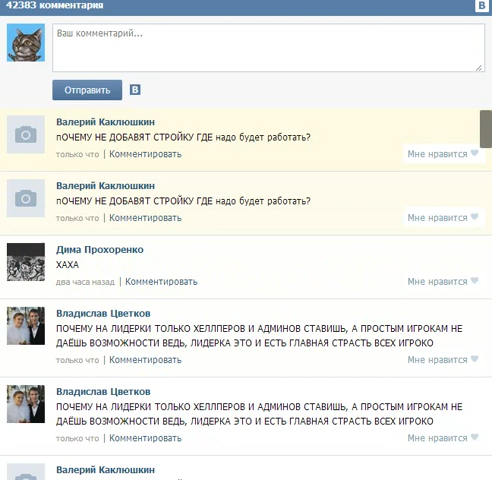 42383 комментария
B
Ваш комментарий...
Отправить
B
Валерий Каклюшкин
пОЧЕМУ НЕ ДОБАВЯТ СТРОЙКУ ГДЕ надо будет работать?
только что | Комментировать
Мне нравится
Валерий Каклюшкин
пОЧЕМУ НЕ ДОБАВЯТ СТРОЙКУ ГДЕ надо будет работать?
только что | Комментировать
Мне нравится
Дима Прохоренко
ХАХА
два часа назад | Комментировать
Мне нравится
Владислав Цветков
ПОЧЕМУ НА ЛИДЕРКИ ТОЛЬКО ХЕЛЛПЕРОВ И АДМИНОВ СТАВИШЬ, А ПРОСТЫМ ИГРОКАМ НЕ
ДАЁШЬ ВОЗМОЖНОСТИ ВЕДЬ, ЛИДЕРКА ЭТО И ЕСТЬ ГЛАВНАЯ СТРАСТЬ ВСЕХ ИГРОКО
только что | Комментировать
Мне нравится
Владислав Цветков
ПОЧЕМУ НА ЛИДЕРКИ ТОЛЬКО ХЕЛЛПЕРОВ И АДМИНОВ СТАВИШЬ, А ПРОСТЫМ ИГРОКАМ НЕ
ДАЁШЬ ВОЗМОЖНОСТИ ВЕДЬ, ЛИДЕРКА ЭТО И ЕСТЬ ГЛАВНАЯ СТРАСТЬ ВСЕХ ИГРОКО
только что | Комментировать
Мне нравится
Валерий Каклюшкин